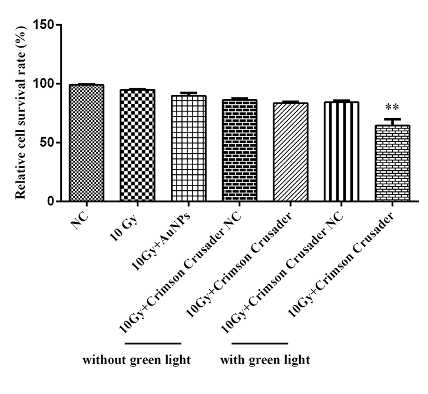 Relative cell survival rate (%)
150
100
50
0
**
NC
10 Gy
10Gy+AuNPs
10Gy+Crimson Crusader NC
10Gy+Crimson Crusader
10Gy+Crimson Crusader NC
10Gy+Crimson Crusader
without green light
with green light